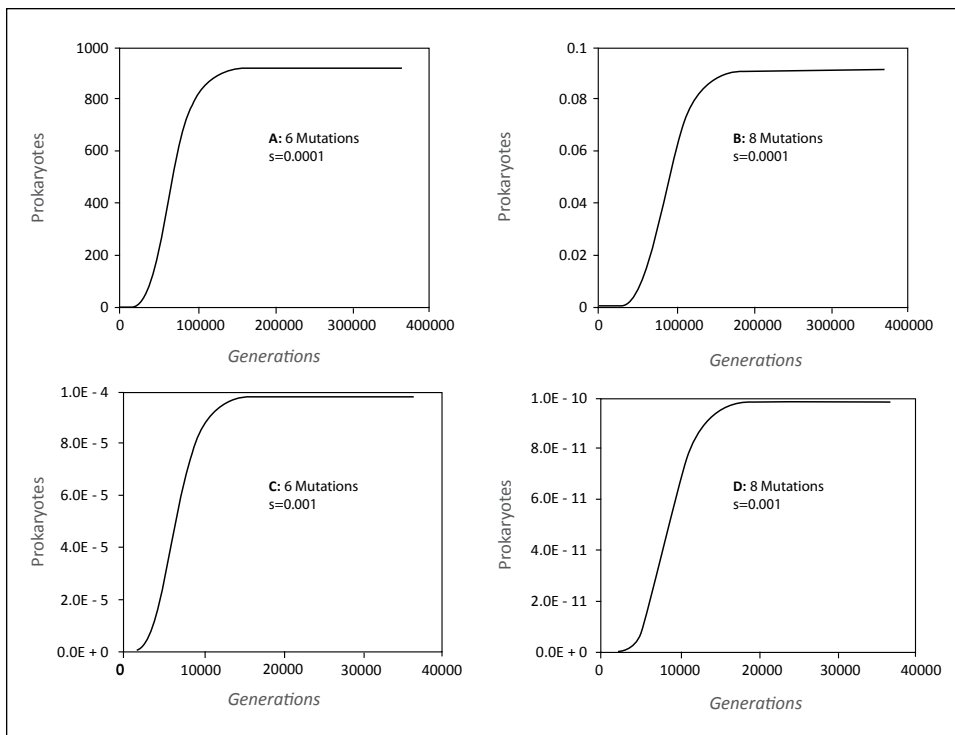 1000
800
600
400
200
0
Prokaryotes
A: 6 Mutations
s=0.0001
0 100000 200000 300000 400000
Generations
0.1
0.08
0.06
0.04
0.02
0
Prokaryotes
B: 8 Mutations
s=0.0001
0 100000 200000 300000 400000
Generations
1.0E - 4
8.0E - 5
6.0E - 5
4.0E - 5
2.0E - 5
0.0E + 0
Prokaryotes
C: 6 Mutations
s=0.001
0 10000 20000 30000 40000
Generations
1.0E - 10
8.0E - 11
6.0E - 11
4.0E - 11
2.0E - 11
0.0E + 0
Prokaryotes
D: 8 Mutations
s=0.001
0 10000 20000 30000 40000
Generations